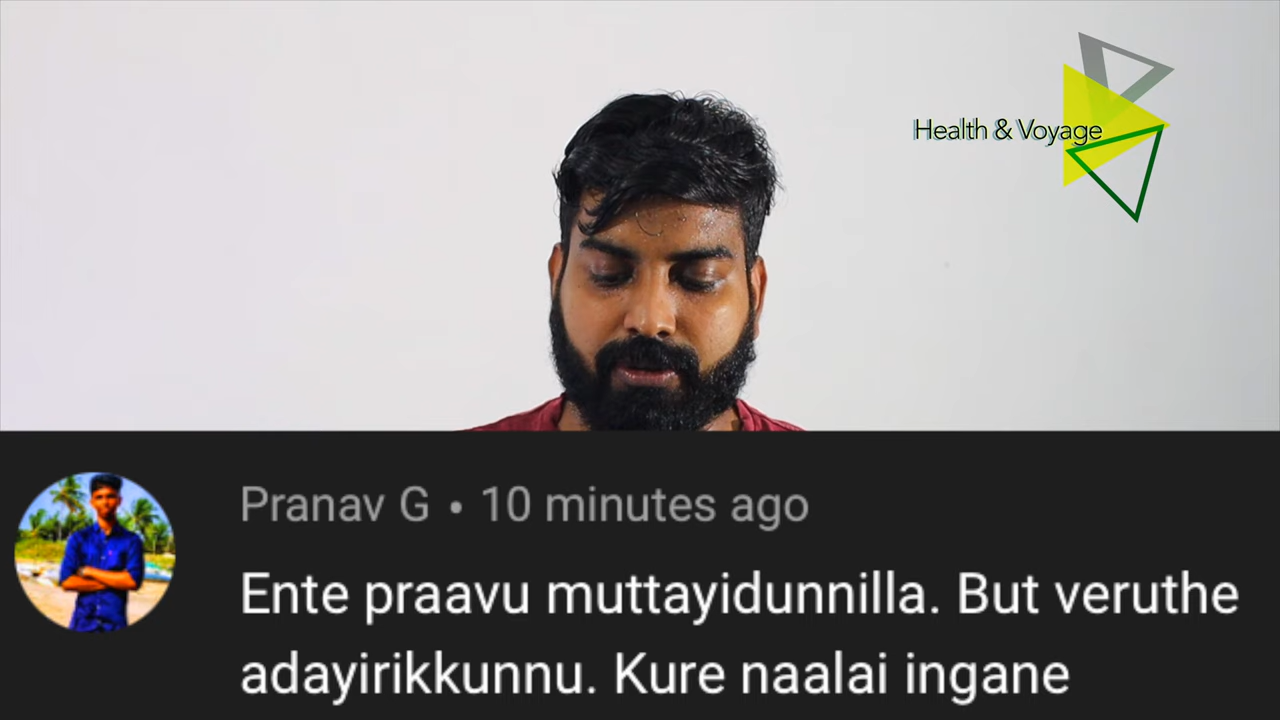 Health & Voyage
Pranav G • 10 minutes ago
Ente praavu muttayidunnilla. But veruthe
adayirikkunnu. Kure naalai ingane